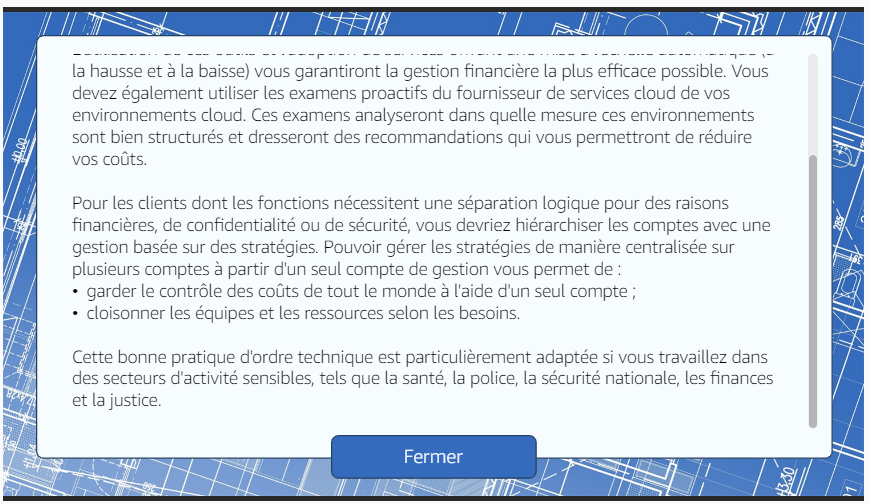 la hausse et à la baisse) vous garantiront la gestion financière la plus efficace possible. Vous
devez également utiliser les examens proactifs du fournisseur de services cloud de vos
environnements cloud. Ces examens analyseront dans quelle mesure ces environnements
sont bien structurés et dresseront des recommandations qui vous permettront de réduire
vos coûts.
Pour les clients dont les fonctions nécessitent une séparation logique pour des raisons
financières, de confidentialité ou de sécurité, vous devriez hiérarchiser les comptes avec une
gestion basée sur des stratégies. Pouvoir gérer les stratégies de manière centralisée sur
plusieurs comptes à partir d'un seul compte de gestion vous permet de :
• garder le contrôle des coûts de tout le monde à l'aide d'un seul compte ;
• cloisonner les équipes et les ressources selon les besoins.
Cette bonne pratique d'ordre technique est particulièrement adaptée si vous travaillez dans
des secteurs d'activité sensibles, tels que la santé, la police, la sécurité nationale, les finances
et la justice.
Fermer